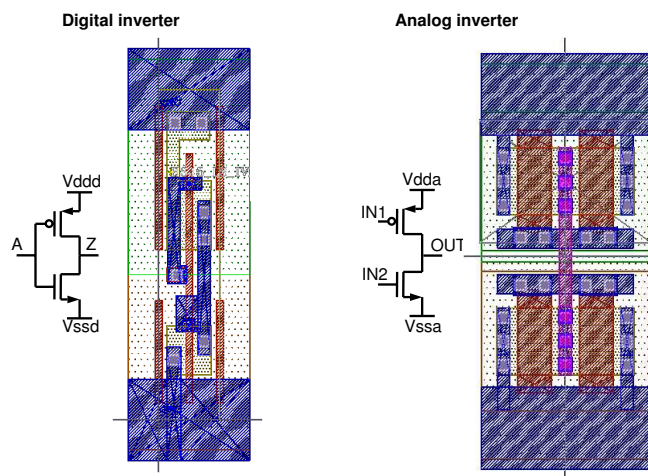 Digital inverter
Analog inverter
Vddd
A
Z
Vssd
Vdda
IN1
OUT
IN2
Vssa